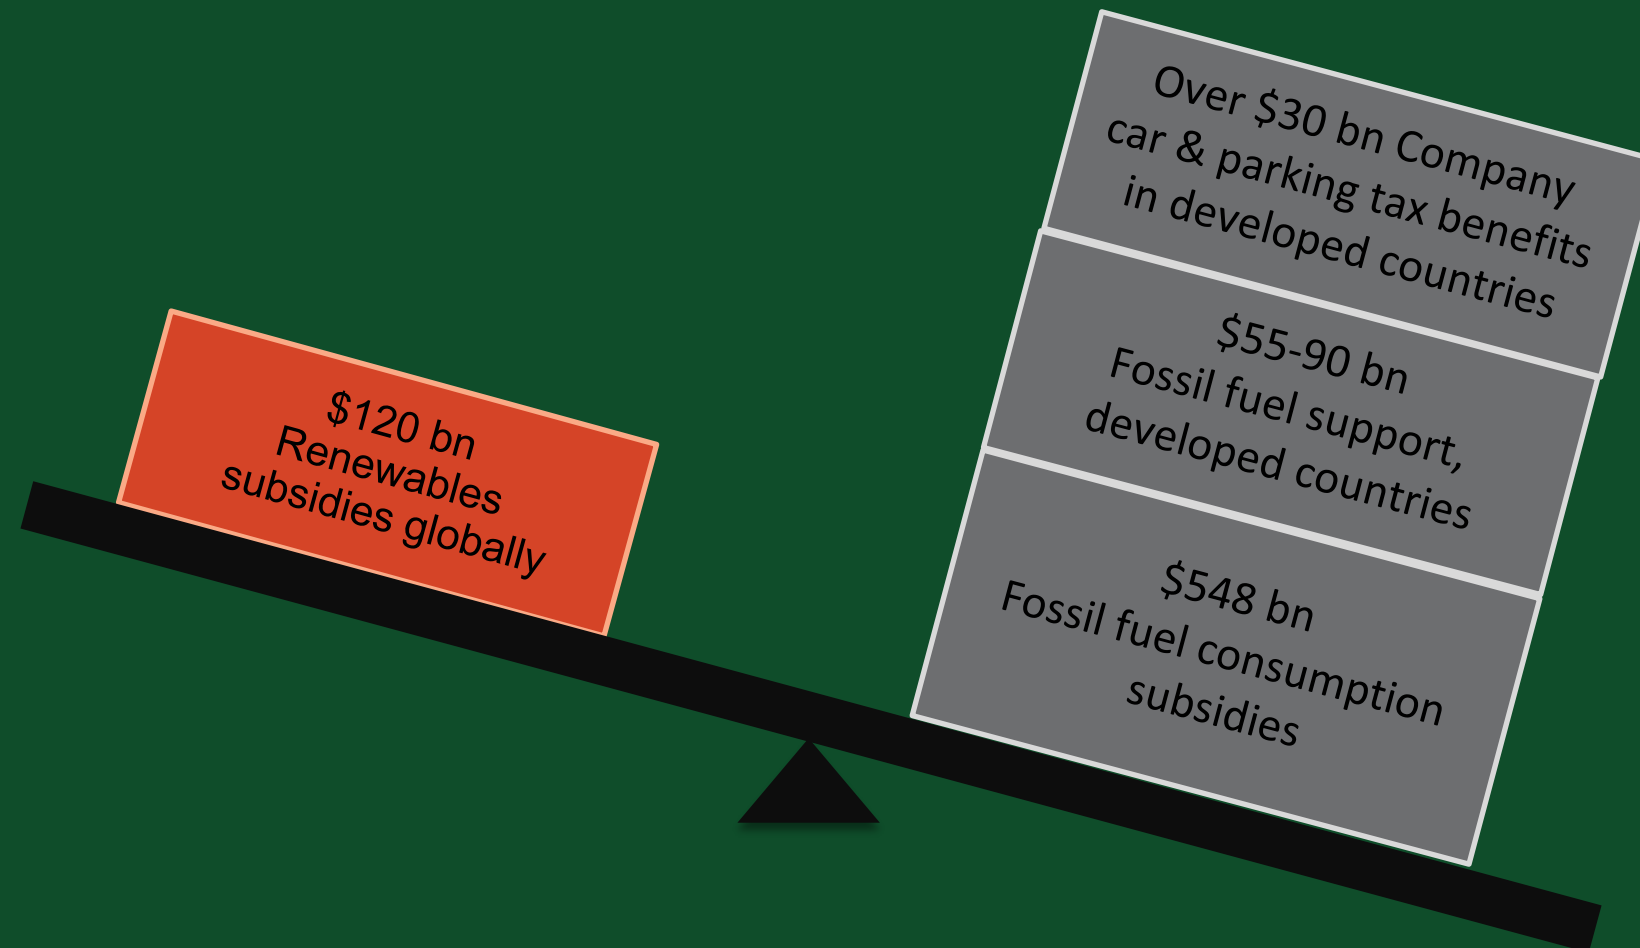 $120 bn
Renewables
subsidies globally
Over $30 bn Company
car & parking tax benefits
in developed countries
$55-90 bn
Fossil fuel support,
developed countries
$548 bn
Fossil fuel consumption
subsidies